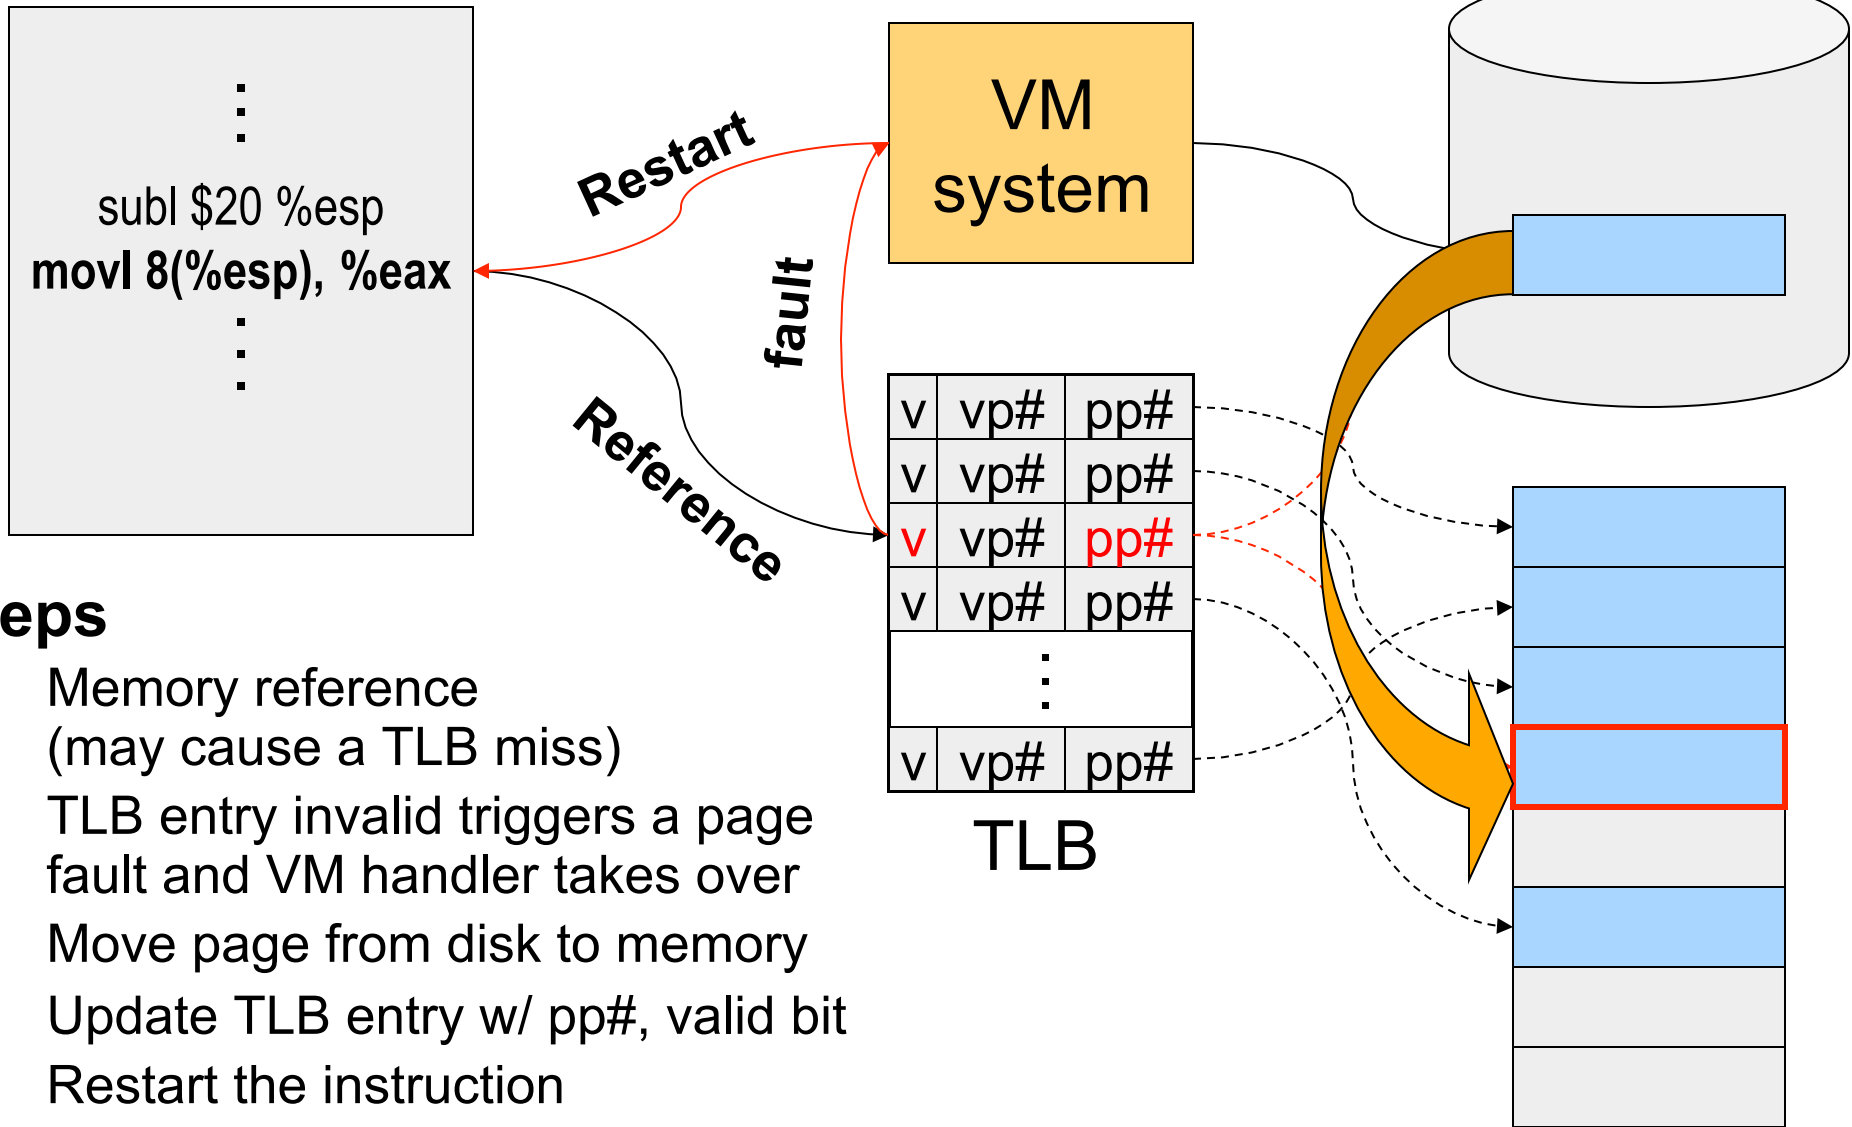 subl $20 %esp
movl 8(%esp), %eax
Restart
fault
Reference
VM
system
v vp# pp#
v vp# pp#
v vp# pp#
v vp# pp#
v vp# pp#
TLB
eps
Memory reference
(may cause a TLB miss)
TLB entry invalid triggers a page
fault and VM handler takes over
Move page from disk to memory
Update TLB entry w/ pp#, valid bit
Restart the instruction